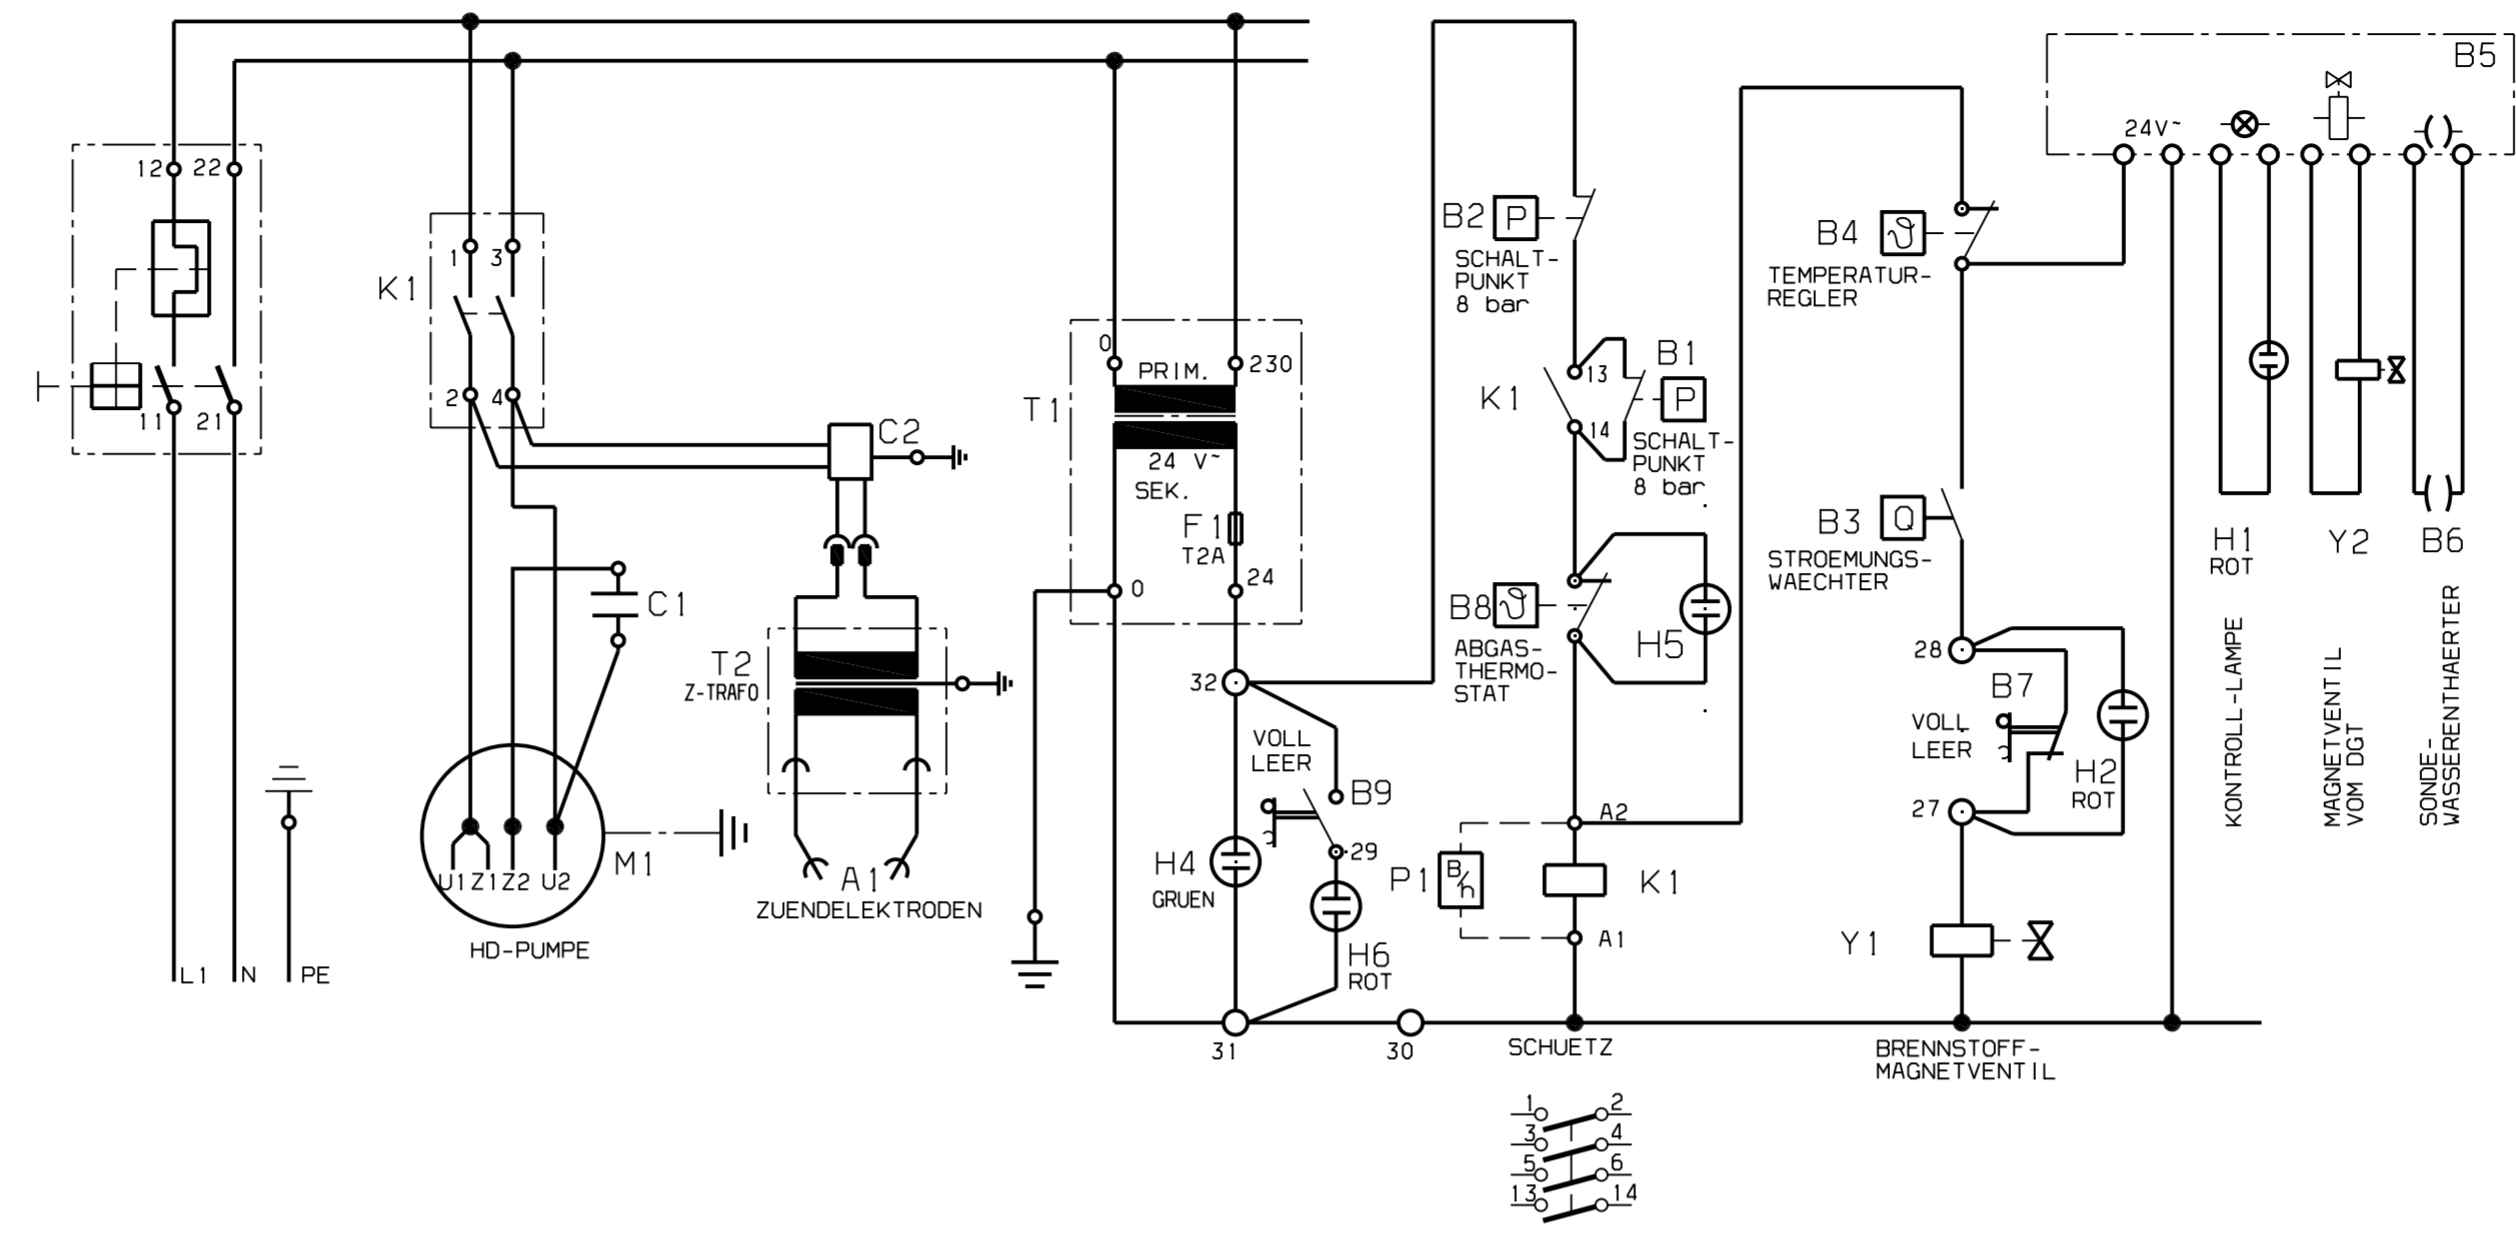 B5
24V~
12
22
11
21
L1
N
PE
K1
1
3
2
4
C2
C1
T2
Z-TRAFO
U1
Z1
Z2
U2
M1
HD-PUMPE
A1
ZUENDELEKTRODEN
T1
0
230
PRIM.
24 V~
SEK.
F1
T2A
0
24
32
VOLL
LEER
B9
29
H4
GRUEN
H6
ROT
31
30
B2
P
SCHALT-
PUNKT
8 bar
K1
13
14
B1
P
SCHALT-
PUNKT
8 bar
B8
ϑ
ABGAS-
THERMO-
STAT
H5
A2
P1
B/h
K1
A1
SCHUETZ
1
2
3
4
5
6
13
14
B4
ϑ
TEMPERATUR-
REGLER
B3
Q
STROEMUNGS-
WAECHTER
28
B7
VOLL
LEER
27
H2
ROT
Y1
BRENNSTOFF-
MAGNETVENTIL
H1
ROT
KONTROLL-LAMPE
Y2
MAGNETVENTIL
VOM DGT
B6
SONDE-
WASSERENTHAERTER